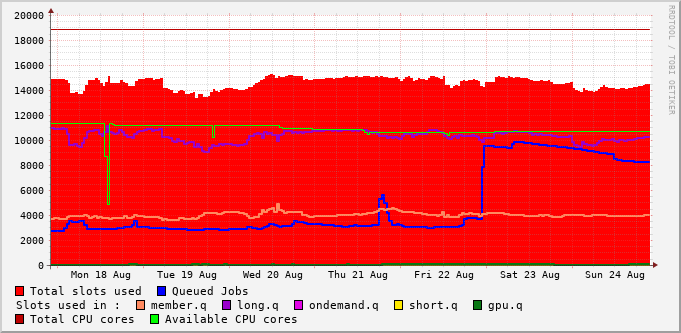 20000
18000
16000
14000
12000
10000
8000
6000
4000
2000
0
Mon 18 Aug Tue 19 Aug Wed 20 Aug Thu 21 Aug Fri 22 Aug Sat 23 Aug Sun 24 Aug
Total slots used Queued Jobs
Slots used in : member.q long.q ondemand.q short.q gpu.q
Total CPU cores Available CPU cores
RRDTOOL / TOBI OETIKER